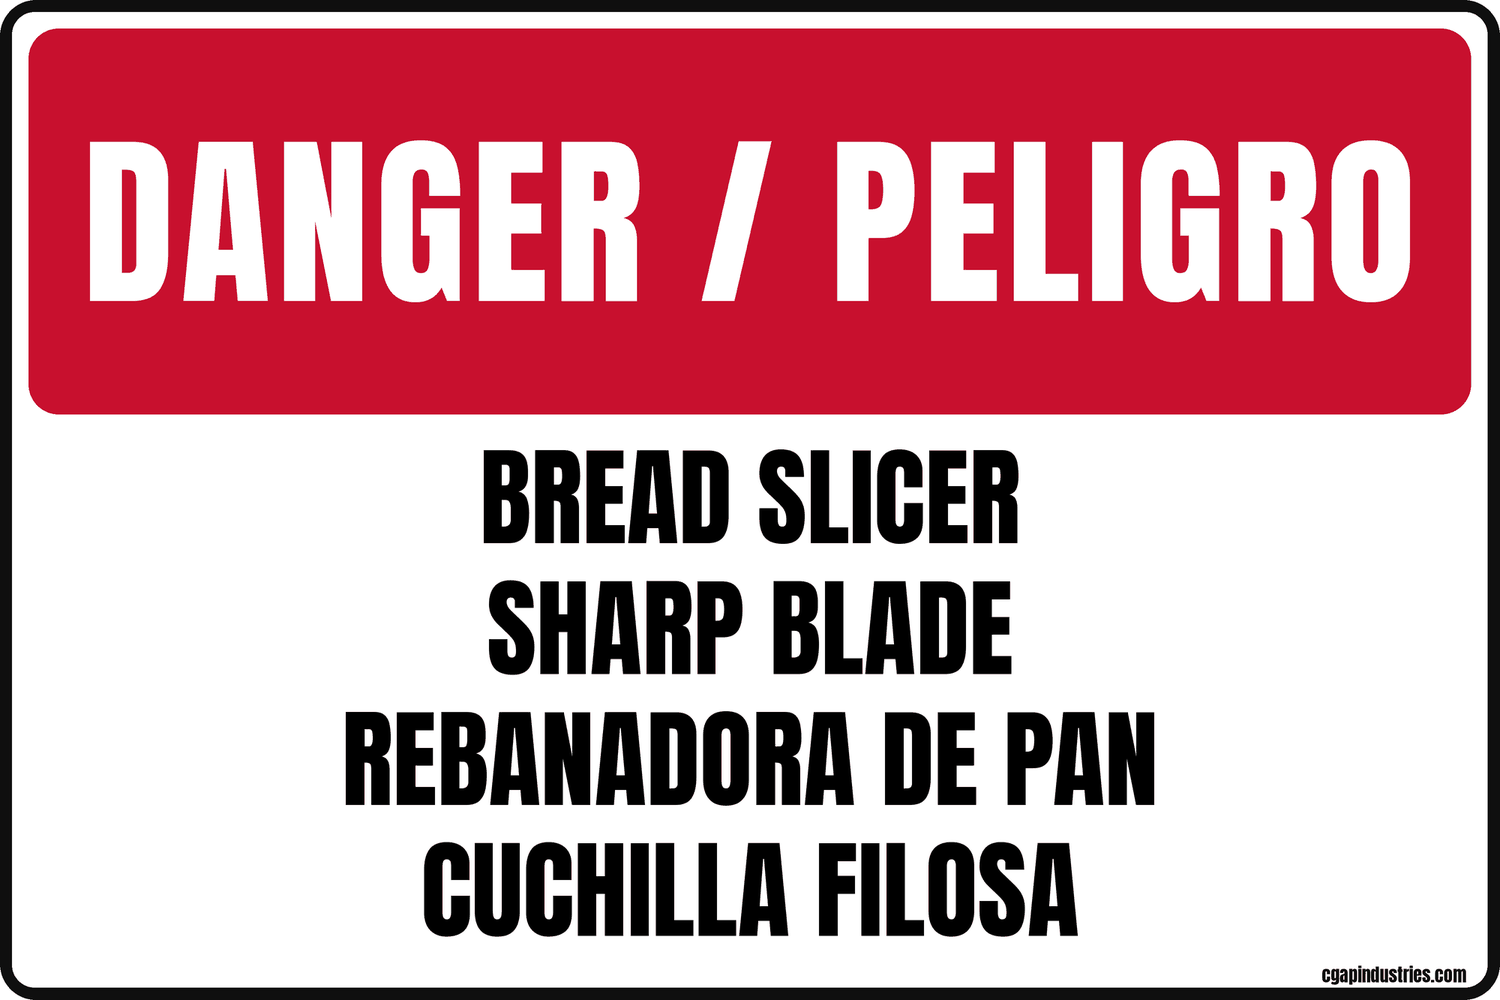 DANGER / PELIGRO
BREAD SLICER
SHARP BLADE
REBANADORA DE PAN
CUCHILLA FILOSA
cgapindustries.com